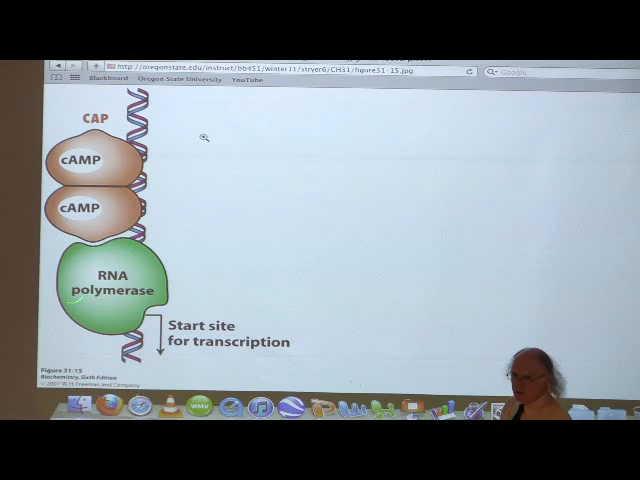 http://oregonstate.edu/instruct/bb451/winter11/stryer6/CH31/figure31-15.jpg
Google
Blackboard
Oregon State University
YouTube
CAP
cAMP
cAMP
RNA
polymerase
Start site
for transcription
Figure 31-15
Biochemistry, Sixth Edition
© 2007 W. H. Freeman and Company
WMV